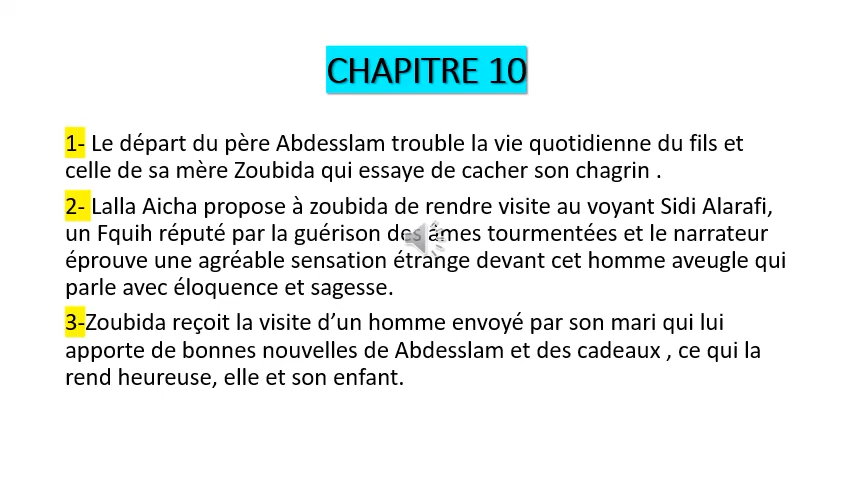 CHAPITRE 10
1- Le départ du père Abdesslam trouble la vie quotidienne du fils et
celle de sa mère Zoubida qui essaye de cacher son chagrin .
2- Lalla Aicha propose à zoubida de rendre visite au voyant Sidi Alarafi,
un Fquih réputé par la guérison des âmes tourmentées et le narrateur
éprouve une agréable sensation étrange devant cet homme aveugle qui
parle avec éloquence et sagesse.
3-Zoubida reçoit la visite d’un homme envoyé par son mari qui lui
apporte de bonnes nouvelles de Abdesslam et des cadeaux , ce qui la
rend heureuse, elle et son enfant.